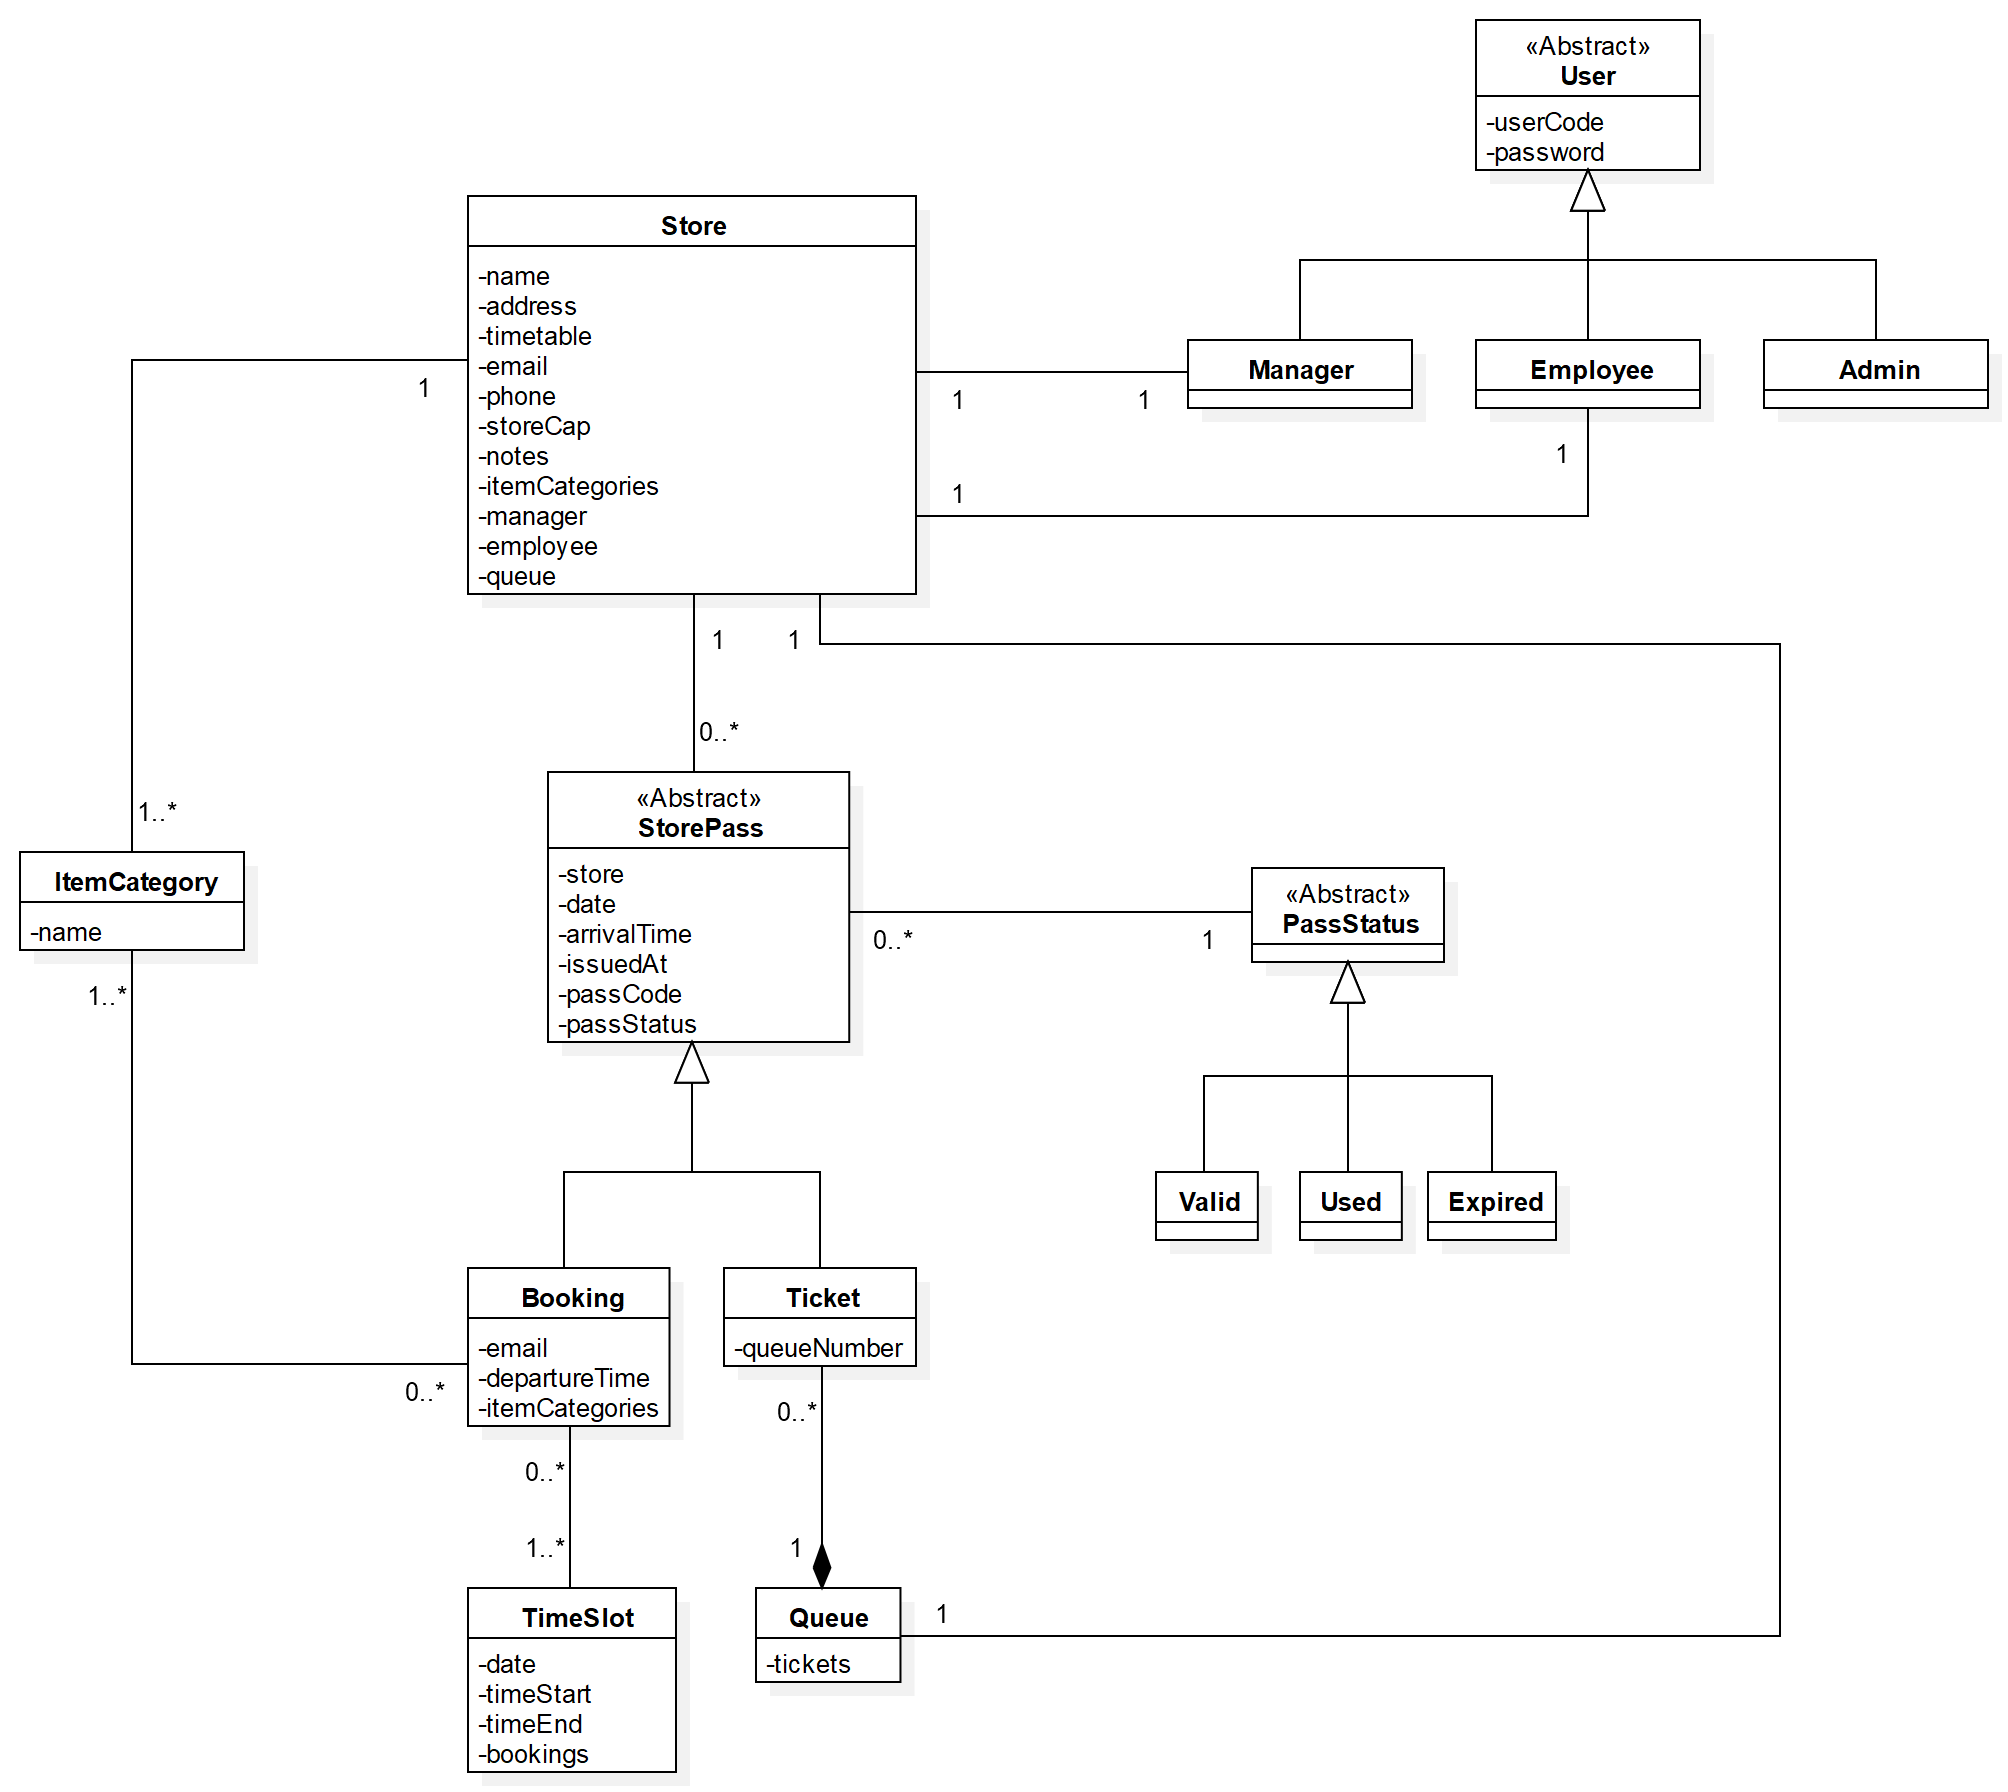 «Abstract»
User
-userCode
-password
Store
-name
-address
-timetable
-email
-phone
-storeCap
-notes
-itemCategories
-manager
-employee
-queue
Manager
Employee
Admin
1
1
1
1
1
1
1
0..*
1..*
«Abstract»
StorePass
-store
-date
-arrivalTime
-issuedAt
-passCode
-passStatus
ItemCategory
-name
«Abstract»
PassStatus
0..*
1
1..*
Valid
Used
Expired
Booking
-email
-departureTime
-itemCategories
Ticket
-queueNumber
0..*
0..*
0..*
1..*
1
TimeSlot
-date
-timeStart
-timeEnd
-bookings
Queue
-tickets
1